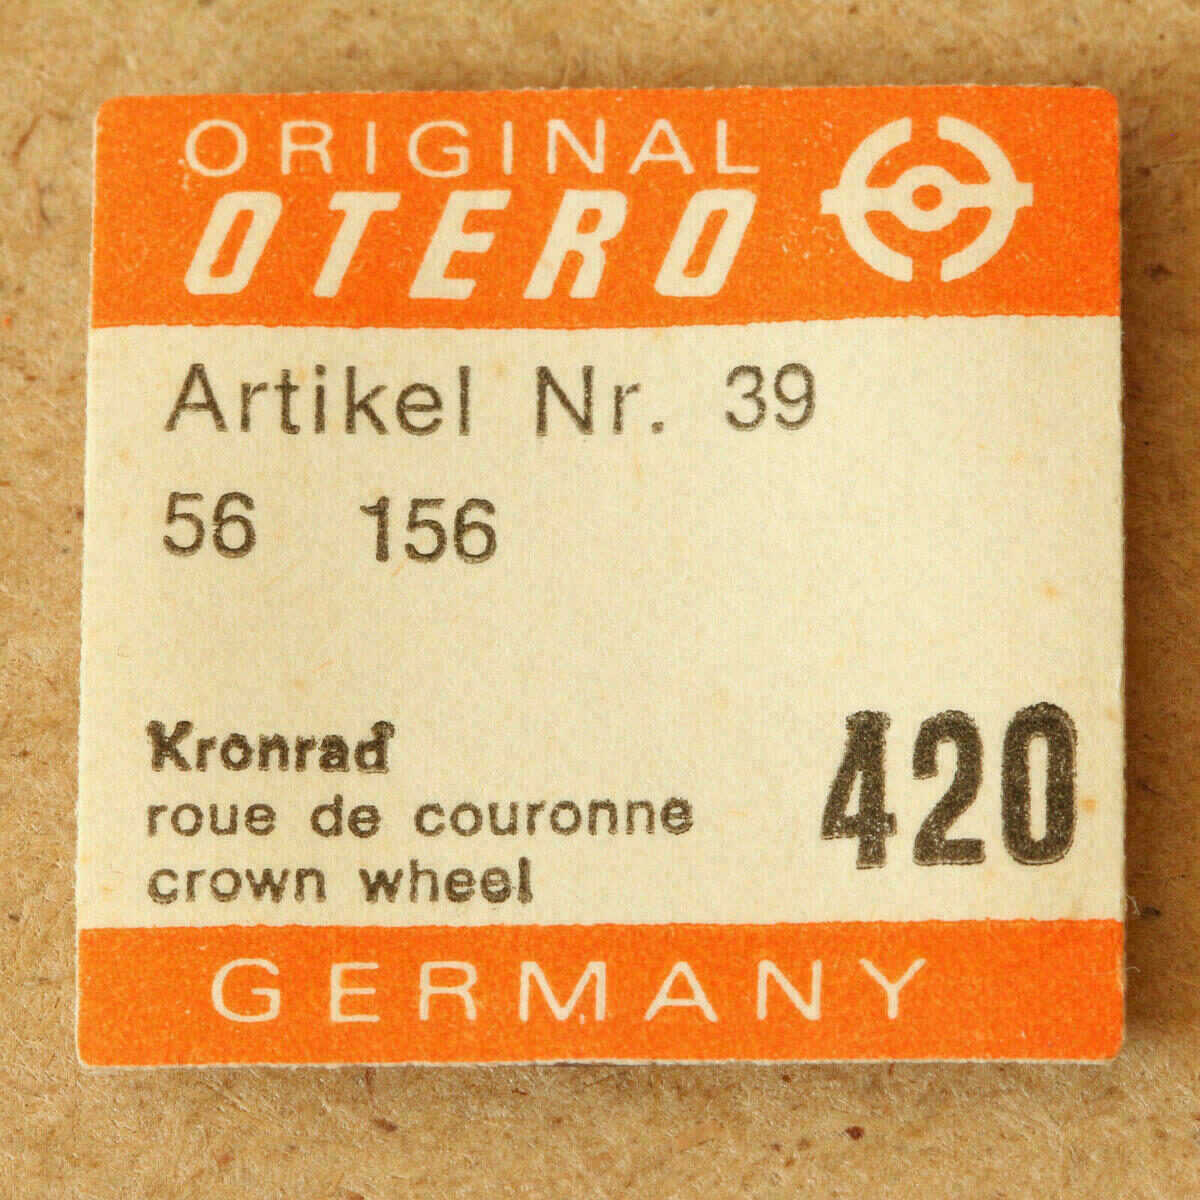 ORIGINAL
OTERO
Artikel Nr. 39
56 156
Kronrad
roue de couronne
crown wheel
420
GERMANY